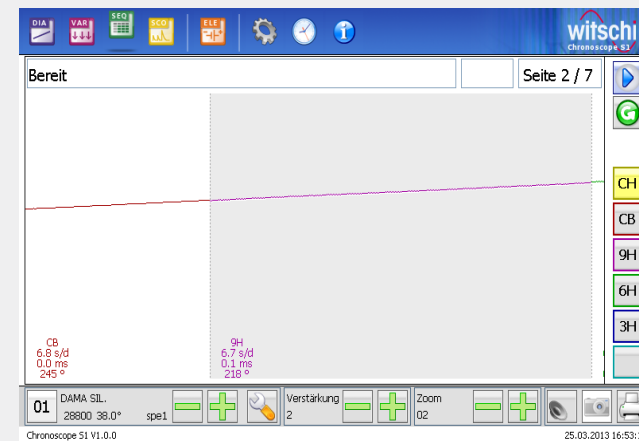 DIA VAR SEQ SCO ELE
witschi
Chronoscope S1
Bereit Seite 2 / 7
CH
CB
9H
6H
3H
CB 9H
6.8 s/d 6.7 s/d
0.0 ms 0.1 ms
245 º 218 º
01 DAMA SIL. Verstärkung Zoom
28800 38.0° spe1 2 02
Chronoscope S1 V1.0.0 25.03.2013 16:53: